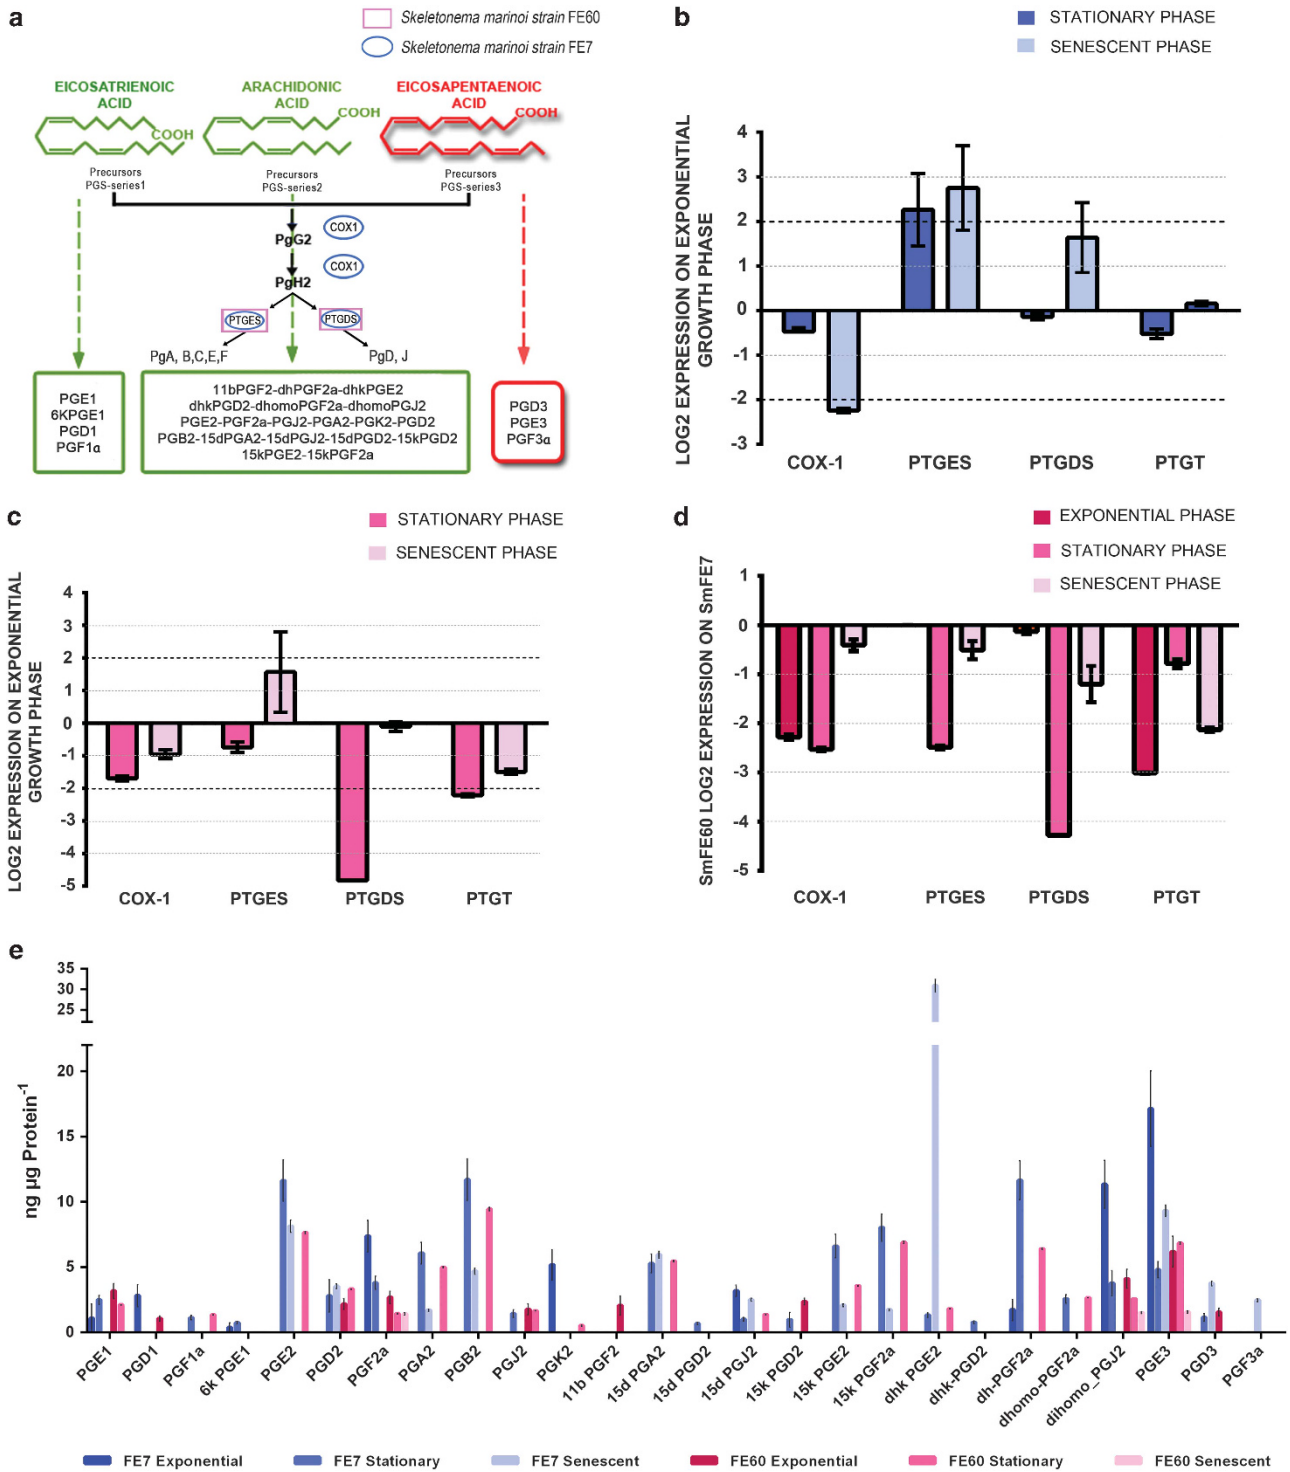 a
Skeletonema marinoi strain FE60
Skeletonema marinoi strain FE7
EICOSATRIENOIC
ACID
ARACHIDONIC
ACID
EICOSAPENTAENOIC
ACID
COOH
COOH
COOH
Precursors
PGS-series1
Precursors
PGS-series2
Precursors
PGS-series3
COX1
PgG2
COX1
PgH2
PTGES
PTGDS
PgA, B,C,E,F
PgD, J
PGE1
6KPGE1
PGD1
PGF1α
11bPGF2-dhPGF2a-dhkPGE2
dhkPGD2-dhomoPGF2a-dhomoPGJ2
PGE2-PGF2a-PGJ2-PGA2-PGK2-PGD2
PGB2-15dPGA2-15dPGJ2-15dPGD2-15kPGD2
15kPGE2-15kPGF2a
PGD3
PGE3
PGF3α
b
STATIONARY PHASE
SENESCENT PHASE
LOG2 EXPRESSION ON EXPONENTIAL
GROWTH PHASE
4
3
2
1
0
-1
-2
-3
COX-1
PTGES
PTGDS
PTGT
c
STATIONARY PHASE
SENESCENT PHASE
LOG2 EXPRESSION ON EXPONENTIAL
GROWTH PHASE
4
3
2
1
0
-1
-2
-3
-4
-5
COX-1
PTGES
PTGDS
PTGT
d
EXPONENTIAL PHASE
STATIONARY PHASE
SENESCENT PHASE
SmFE60 LOG2 EXPRESSION ON SmFE7
1
0
-1
-2
-3
-4
-5
COX-1
PTGES
PTGDS
PTGT
e
ng µg Protein-1
35
30
25
20
15
10
5
0
PGE1
PGD1
PGF1a
6k PGE1
PGE2
PGD2
PGF2a
PGA2
PGB2
PGJ2
PGK2
11b PGF2
15d PGA2
15d PGD2
15d PGJ2
15k PGD2
15k PGE2
15k PGF2a
dhk PGE2
dhk-PGD2
dh-PGF2a
dhomo-PGF2a
dihomo_PGJ2
PGE3
PGD3
PGF3a
FE7 Exponential
FE7 Stationary
FE7 Senescent
FE60 Exponential
FE60 Stationary
FE60 Senescent